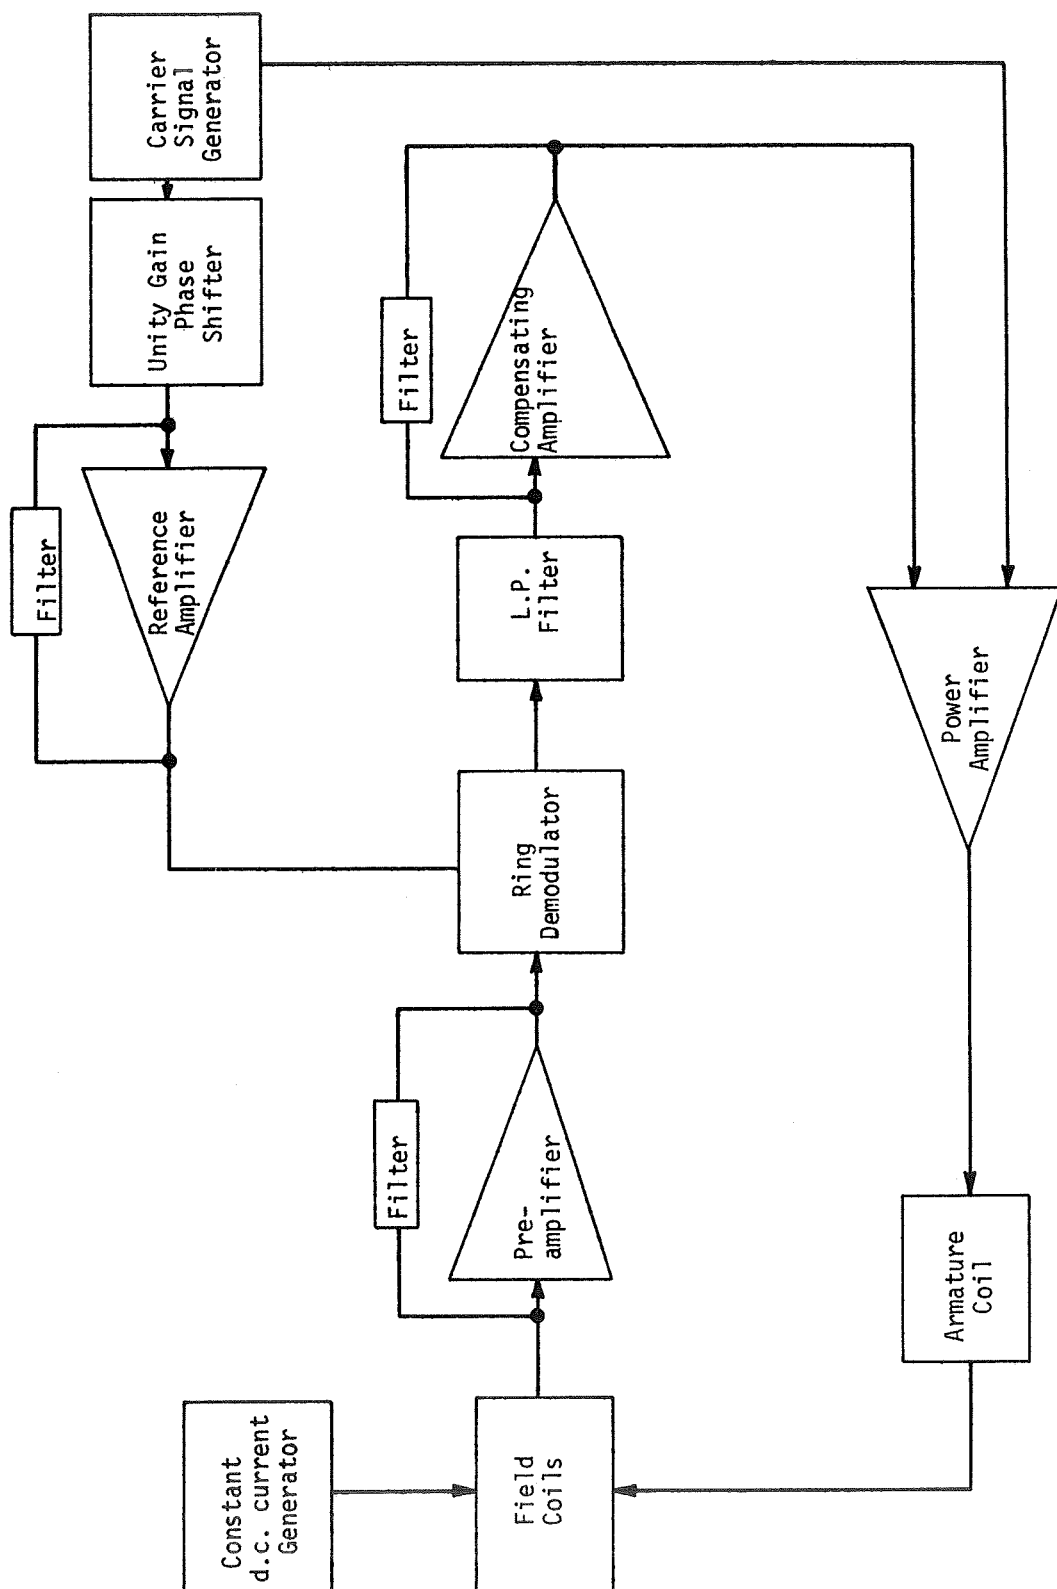 Carrier
Signal
Generator
Unity Gain
Phase
Shifter
Filter
Reference
Amplifier
Filter
Compensating
Amplifier
L.P.
Filter
Ring
Demodulator
Filter
Pre-
amplifier
Power
Amplifier
Armature
Coil
Constant
d.c. current
Generator
Field
Coils